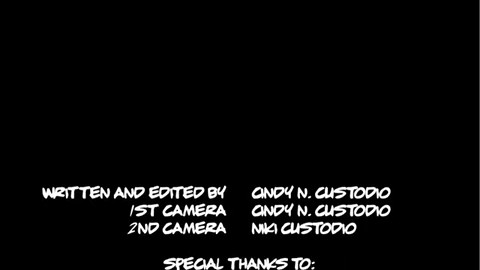 WRITTEN AND EDITED BY CINDY N. CUSTODIO
1ST CAMERA CINDY N. CUSTODIO
2ND CAMERA NIKI CUSTODIO
SPECIAL THANKS TO: